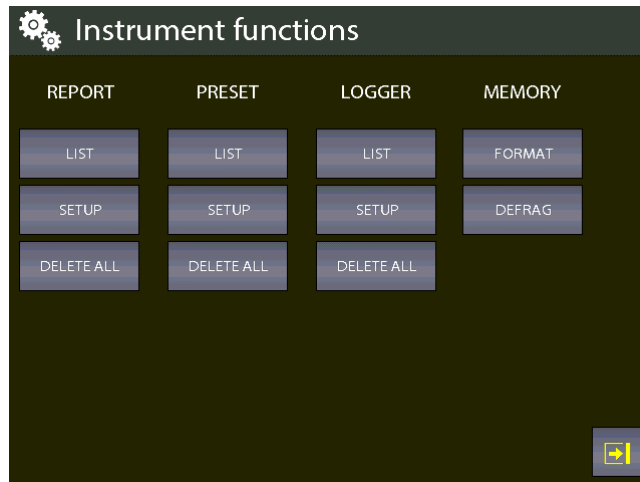 Instrument functions
REPORT PRESET LOGGER MEMORY
LIST LIST LIST FORMAT
SETUP SETUP SETUP DEFRAG
DELETE ALL DELETE ALL DELETE ALL